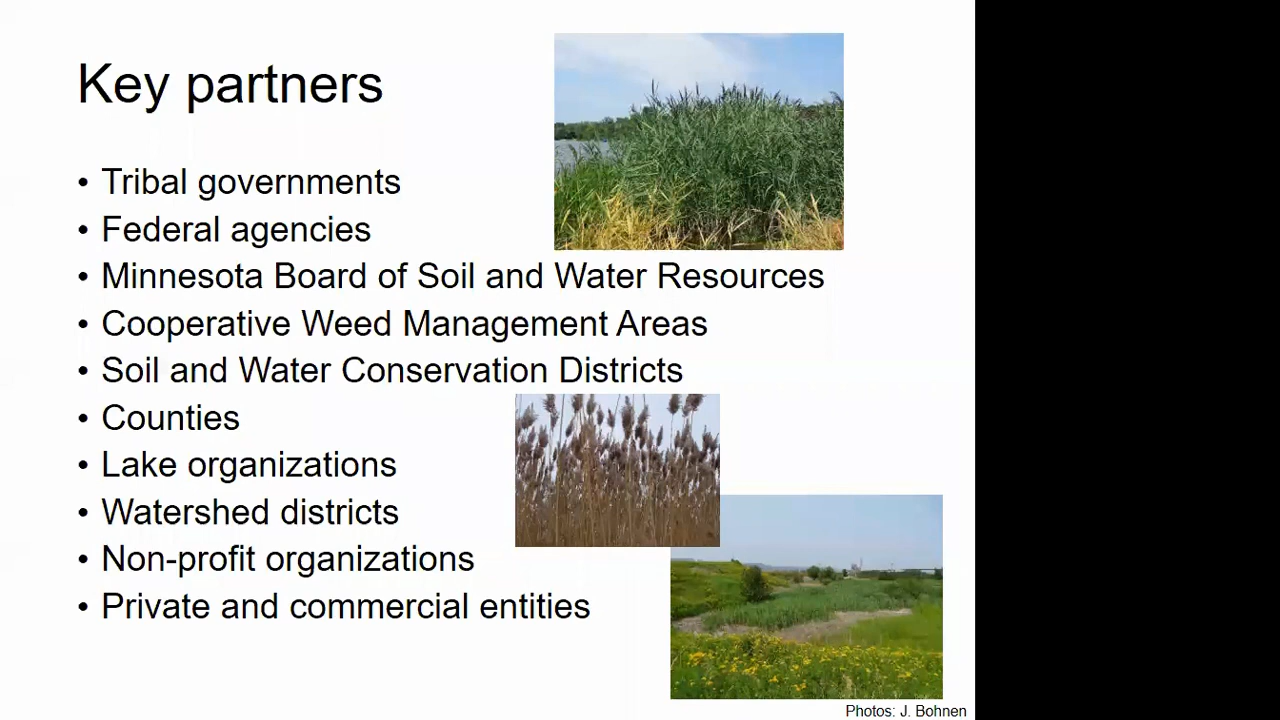 Key partners
• Tribal governments
• Federal agencies
• Minnesota Board of Soil and Water Resources
• Cooperative Weed Management Areas
• Soil and Water Conservation Districts
• Counties
• Lake organizations
• Watershed districts
• Non-profit organizations
• Private and commercial entities
Photos: J. Bohnen